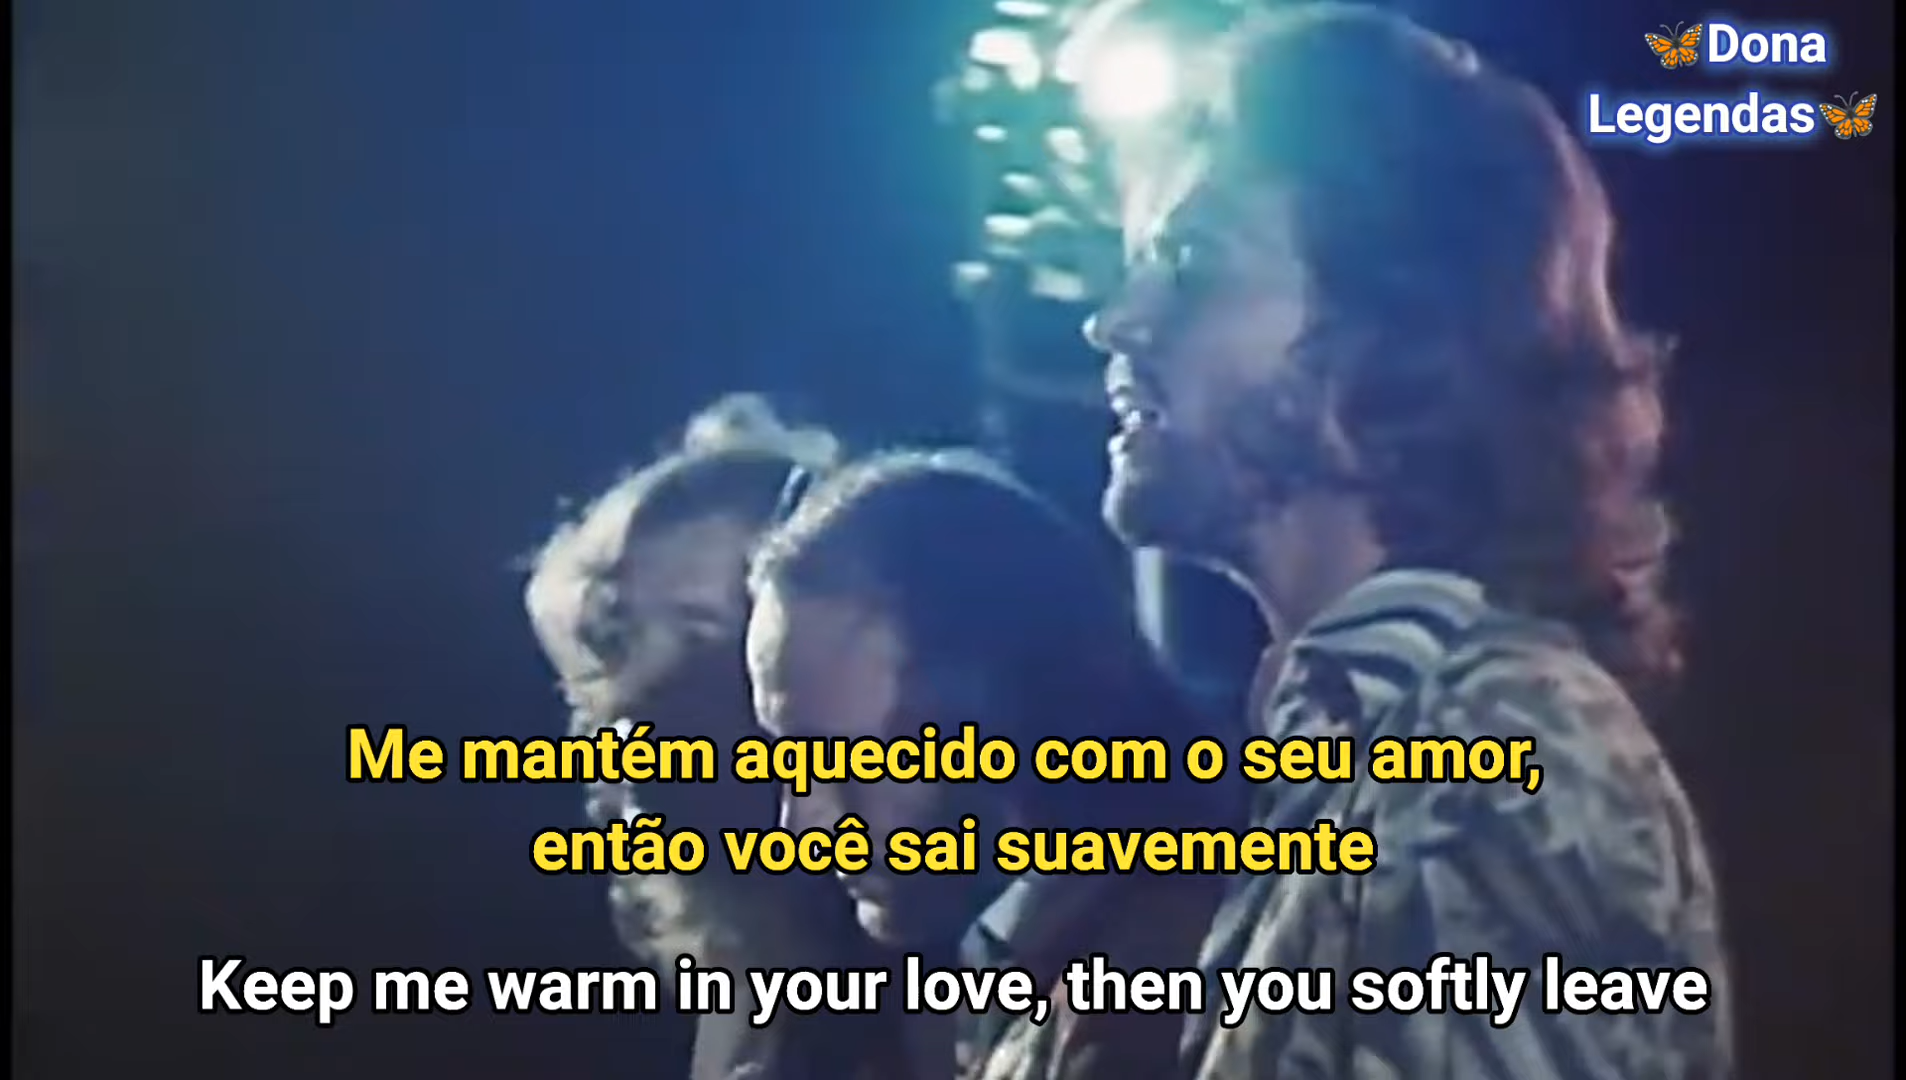 🦋Dona
Legendas🦋
Me mantém aquecido com o seu amor,
então você sai suavemente
Keep me warm in your love, then you softly leave